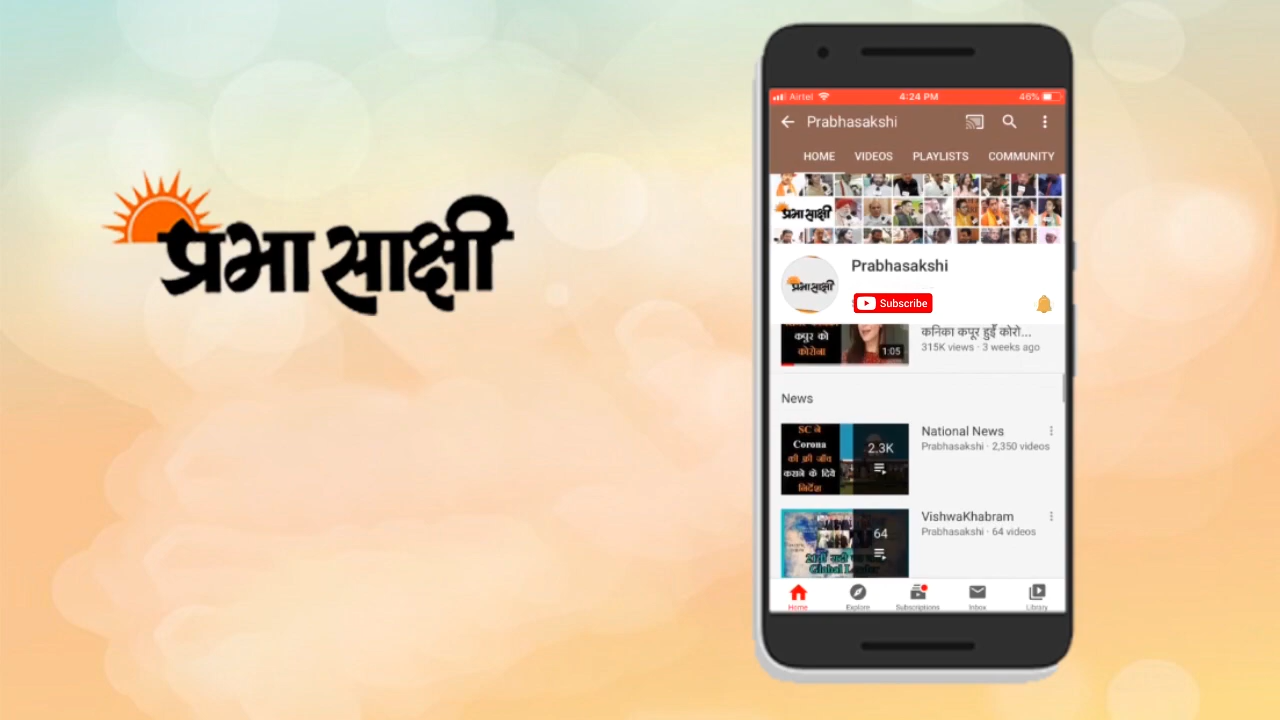 प्रभासाक्षी
Airtel 4:24 PM 46%
Prabhasakshi
HOME VIDEOS PLAYLISTS COMMUNITY
प्रभासाक्षी
Prabhasakshi
प्रभासाक्षी
Subscribe
कपूर को
कोरोना
1:05
कनिका कपूर हुईं कोरो...
315K views · 3 weeks ago
News
SC ने
Corona
की फ्री जाँच
कराने के दिये
निर्देश
2.3K
National News
Prabhasakshi · 2,350 videos
64
Global Leader
VishwaKhabram
Prabhasakshi · 64 videos
Home Explore Subscriptions Inbox Library